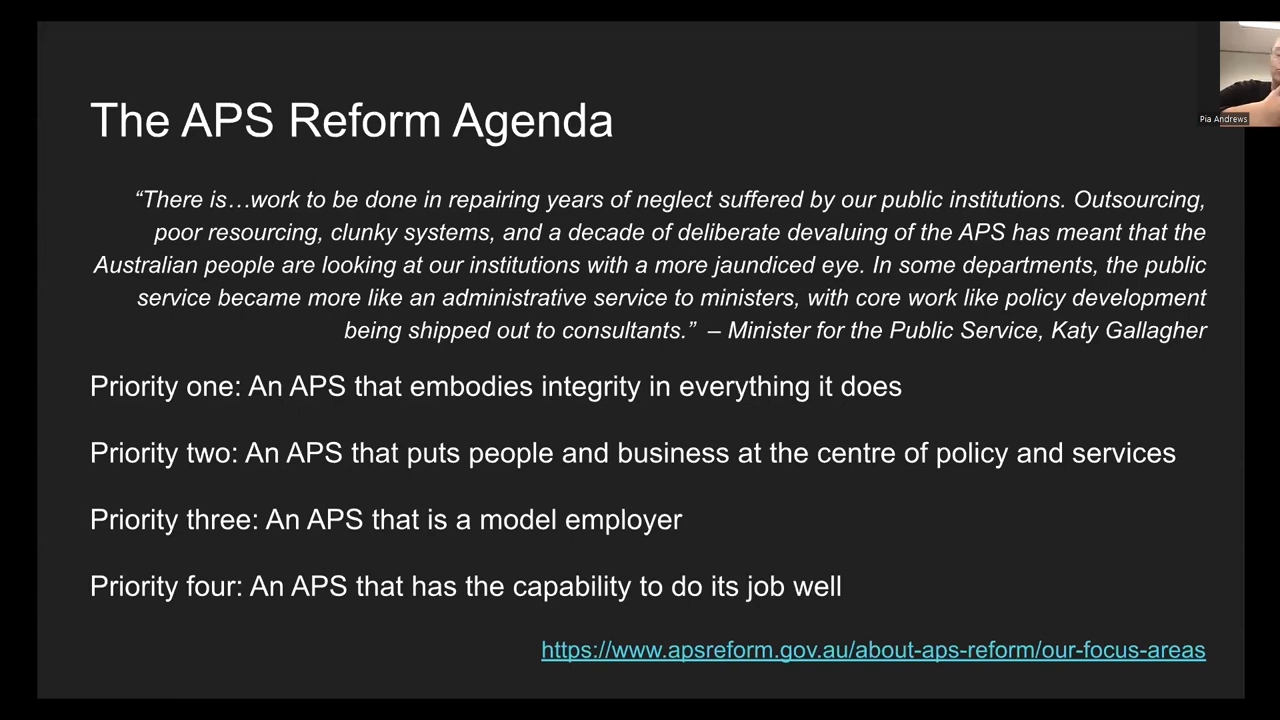 The APS Reform Agenda
Pia Andrews
“There is…work to be done in repairing years of neglect suffered by our public institutions. Outsourcing,
poor resourcing, clunky systems, and a decade of deliberate devaluing of the APS has meant that the
Australian people are looking at our institutions with a more jaundiced eye. In some departments, the public
service became more like an administrative service to ministers, with core work like policy development
being shipped out to consultants.” – Minister for the Public Service, Katy Gallagher
Priority one: An APS that embodies integrity in everything it does
Priority two: An APS that puts people and business at the centre of policy and services
Priority three: An APS that is a model employer
Priority four: An APS that has the capability to do its job well
https://www.apsreform.gov.au/about-aps-reform/our-focus-areas